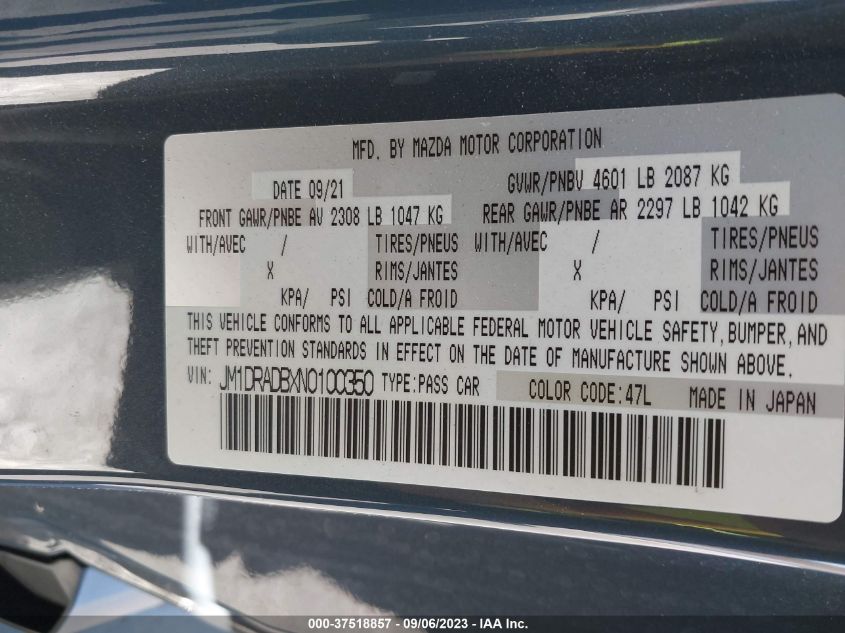 MFD. BY MAZDA MOTOR CORPORATION
DATE 09/21 GVWR/PNBV 4601 LB 2087 KG
FRONT GAWR/PNBE AV 2308 LB 1047 KG REAR GAWR/PNBE AR 2297 LB 1042 KG
WITH/AVEC / TIRES/PNEUS WITH/AVEC / TIRES/PNEUS
X RIMS/JANTES X RIMS/JANTES
KPA/ PSI COLD/A FROID KPA/ PSI COLD/A FROID
THIS VEHICLE CONFORMS TO ALL APPLICABLE FEDERAL MOTOR VEHICLE SAFETY, BUMPER, AND
THEFT PREVENTION STANDARDS IN EFFECT ON THE DATE OF MANUFACTURE SHOWN ABOVE.
VIN: JM1DRADBXN0100350 TYPE:PASS CAR COLOR CODE:47L MADE IN JAPAN
000-37518857 - 09/06/2023 - IAA Inc.